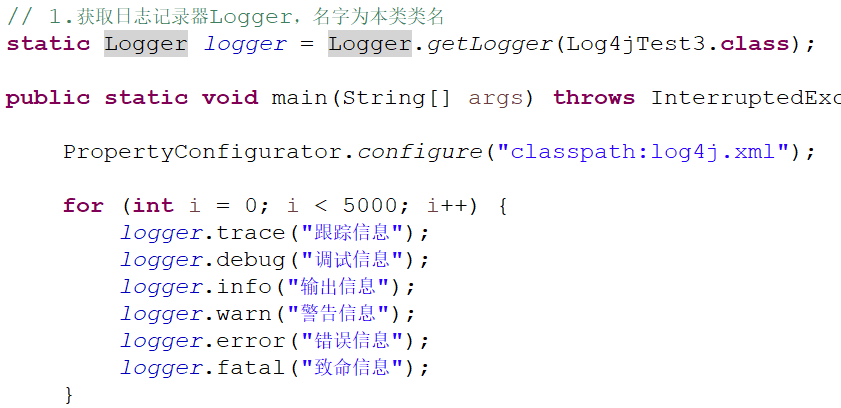 // 1.获取日志记录器Logger，名字为本类类名
static Logger logger = Logger.getLogger(Log4jTest3.class);
public static void main(String[] args) throws InterruptedExc
PropertyConfigurator.configure("classpath:log4j.xml");
for (int i = 0; i < 5000; i++) {
logger.trace("跟踪信息");
logger.debug("调试信息");
logger.info("输出信息");
logger.warn("警告信息");
logger.error("错误信息");
logger.fatal("致命信息");
}